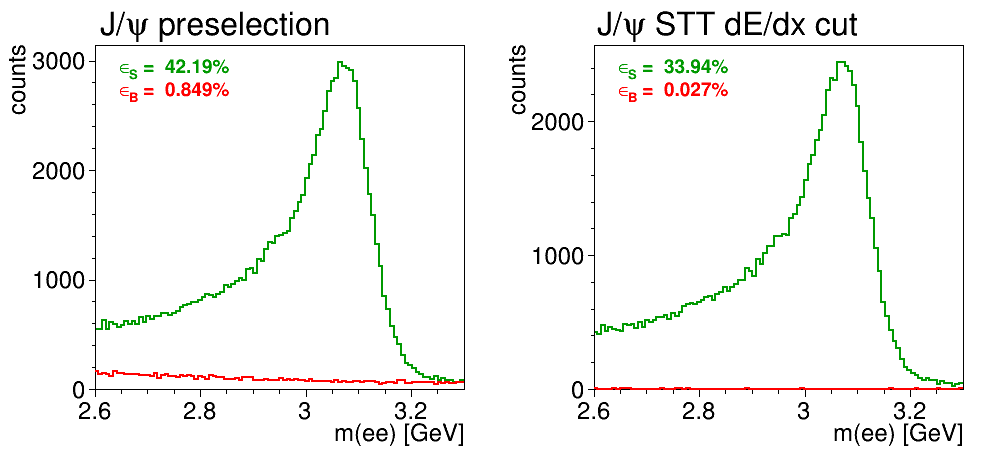 J/ψ preselection
counts
ϵS = 42.19%
ϵB = 0.849%
3000
2000
1000
0
2.6
2.8
3
3.2
m(ee) [GeV]
J/ψ STT dE/dx cut
counts
ϵS = 33.94%
ϵB = 0.027%
2000
1000
0
2.6
2.8
3
3.2
m(ee) [GeV]